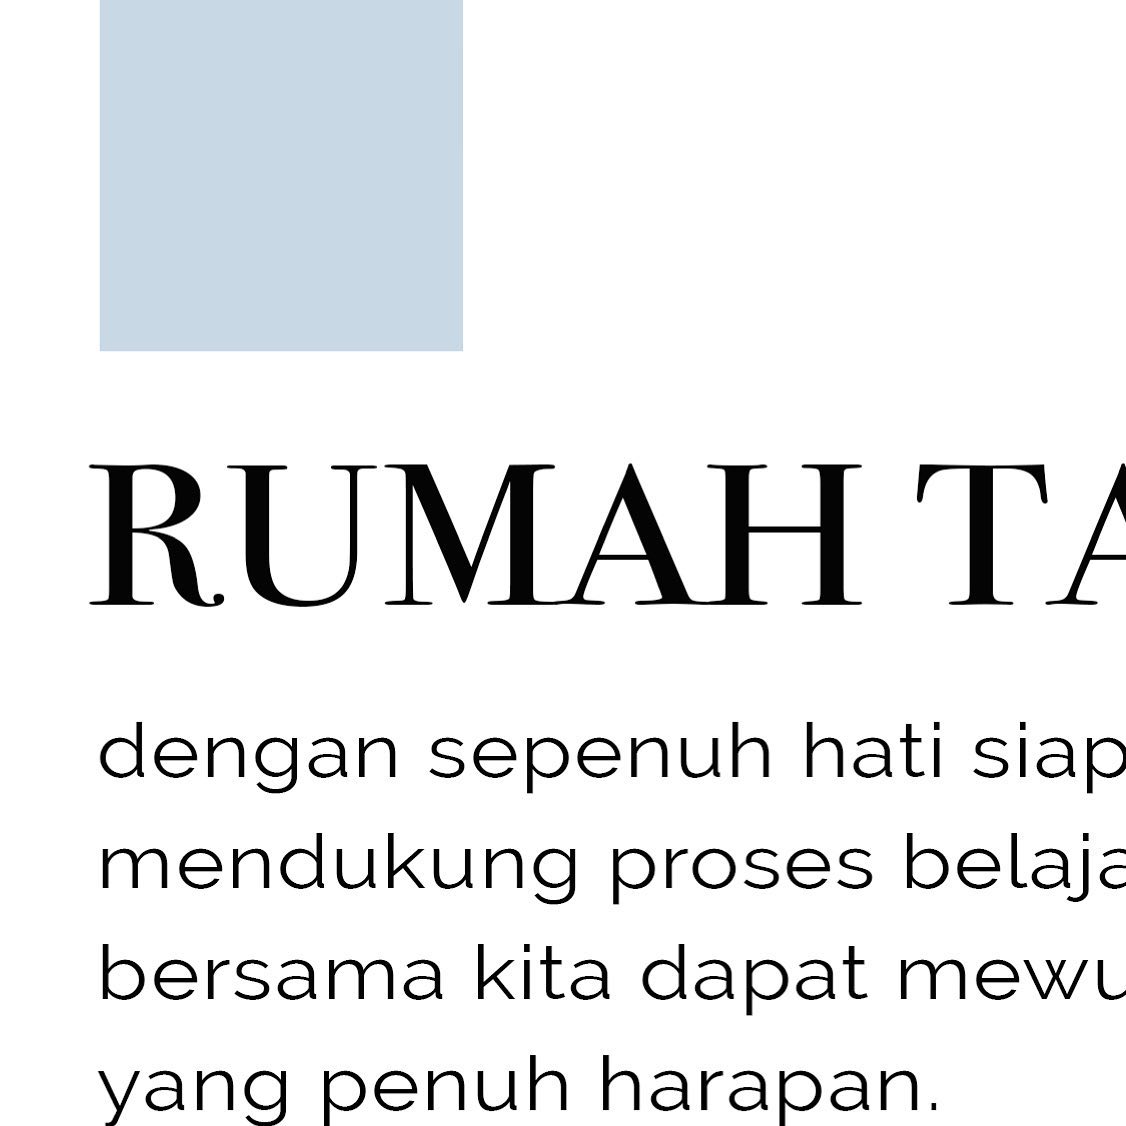 RUMAH TA
dengan sepenuh hati siap
mendukung proses belaja
bersama kita dapat mewu
yang penuh harapan.